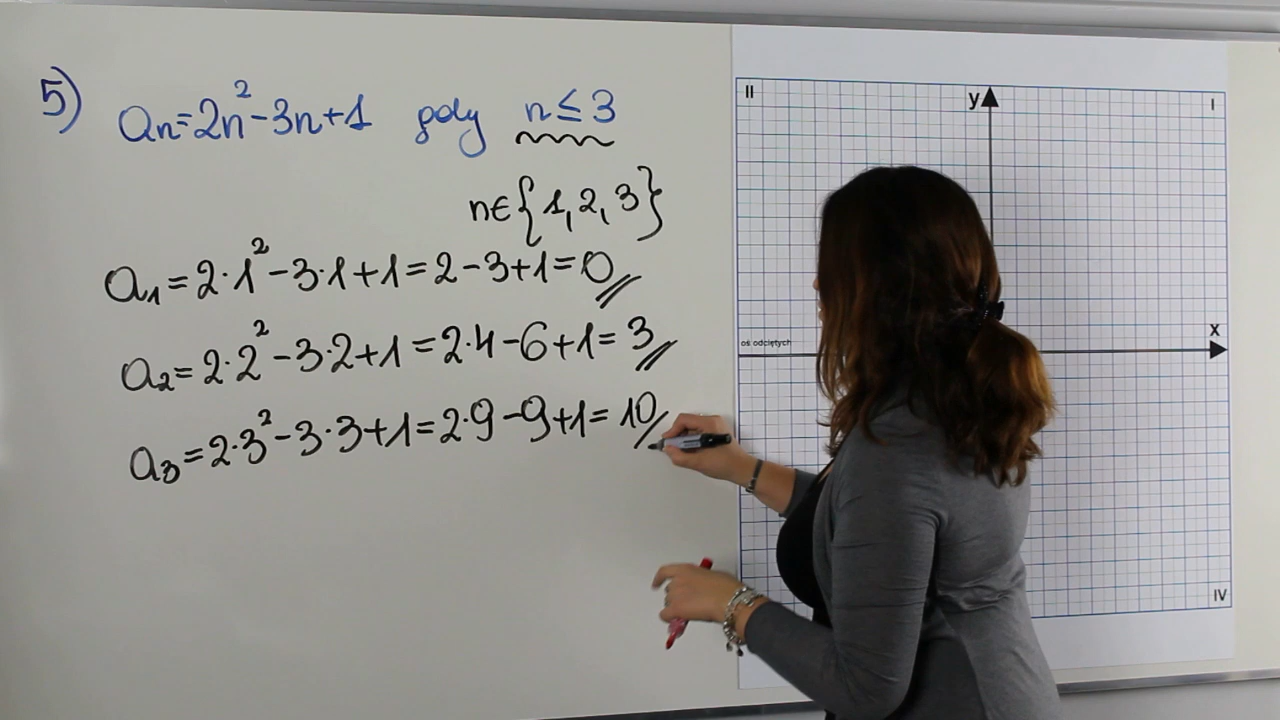 5) aₙ=2n²-3n+1 gdy n≤3
n∈{1,2,3}
a₁=2·1²-3·1+1=2-3+1=0
a₂=2·2²-3·2+1=2·4-6+1=3
a₃=2·3²-3·3+1=2·9-9+1=10
II y I
x
oś odciętych
IV